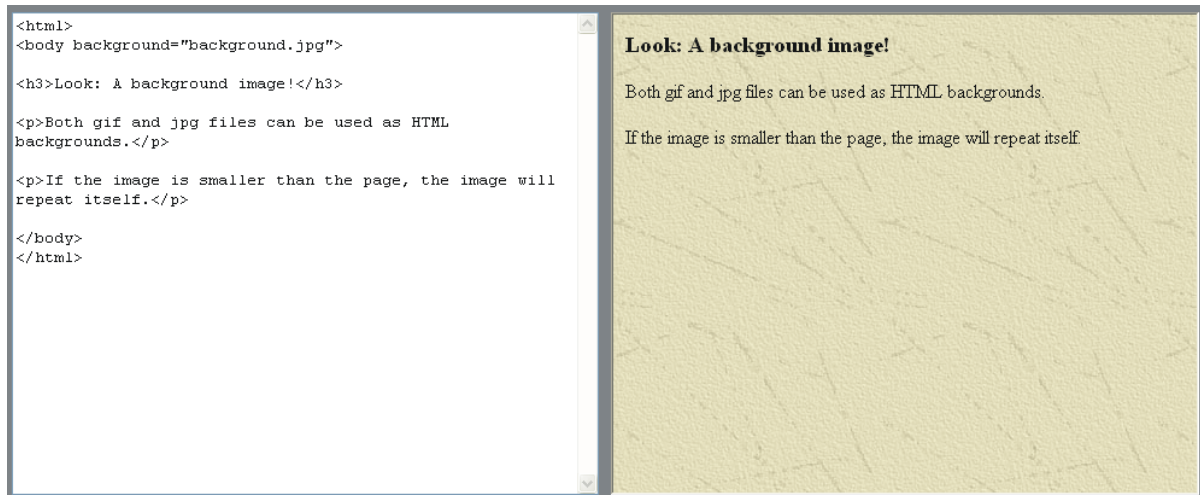 <html>
<body background="background.jpg">
<h3>Look: A background image!</h3>
<p>Both gif and jpg files can be used as HTML
backgrounds.</p>
<p>If the image is smaller than the page, the image will
repeat itself.</p>
</body>
</html>
Look: A background image!
Both gif and jpg files can be used as HTML backgrounds.
If the image is smaller than the page, the image will repeat itself.